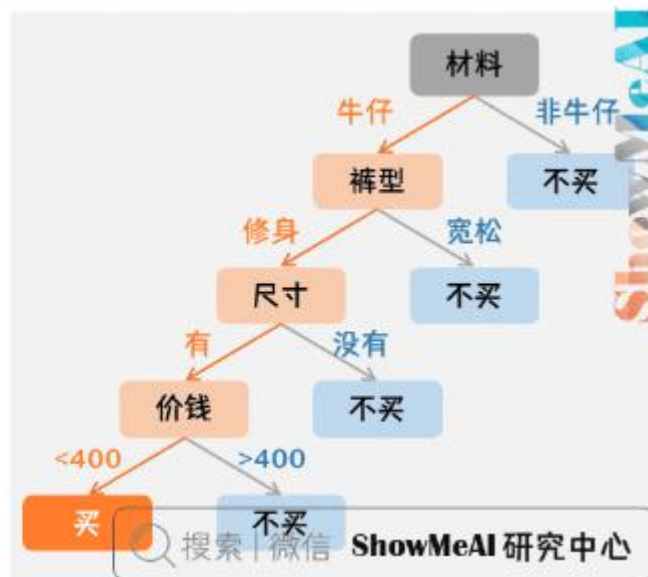 材料
牛仔 非牛仔
裤型 不买
修身 宽松
尺寸 不买
有 没有
价钱 不买
<400 >400
买 不买
搜索 | 微信 ShowMeAI 研究中心
ShowMeAI